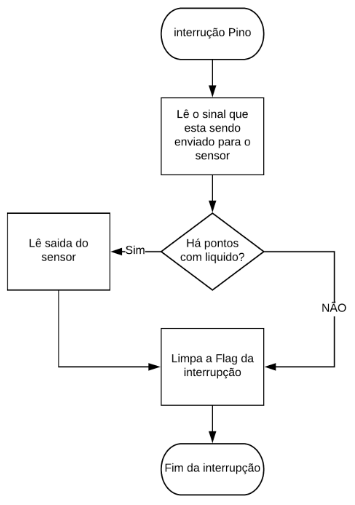 interrução Pino
Lê o sinal que
esta sendo
enviado para o
sensor
Há pontos
com liquido?
Sim
Lê saida do
sensor
NÃO
Limpa a Flag da
interrupção
Fim da interrupção